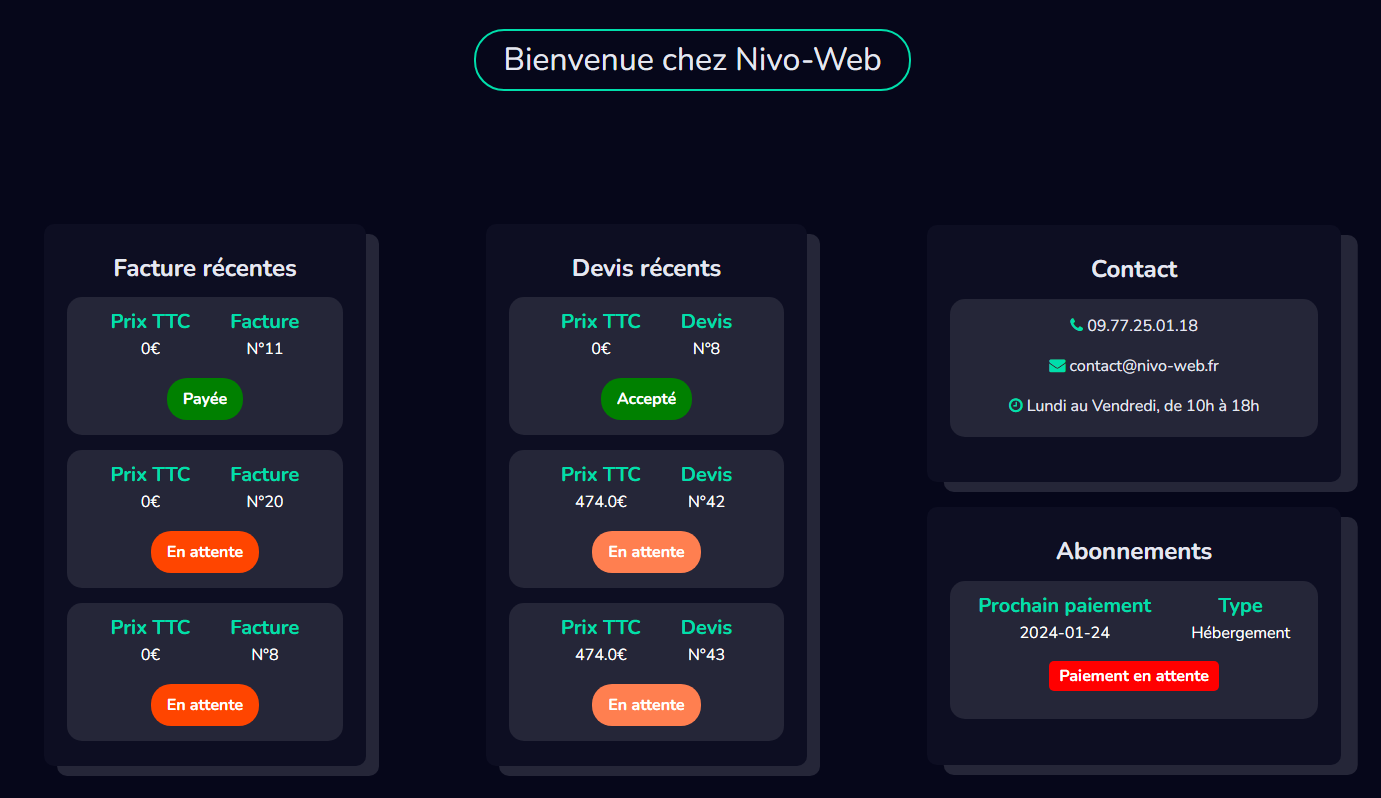 Bienvenue chez Nivo-Web
Facture récentes
Prix TTC Facture
0€ N°11
Payée
Prix TTC Facture
0€ N°20
En attente
Prix TTC Facture
0€ N°8
En attente
Devis récents
Prix TTC Devis
0€ N°8
Accepté
Prix TTC Devis
474.0€ N°42
En attente
Prix TTC Devis
474.0€ N°43
En attente
Contact
09.77.25.01.18
contact@nivo-web.fr
Lundi au Vendredi, de 10h à 18h
Abonnements
Prochain paiement Type
2024-01-24 Hébergement
Paiement en attente